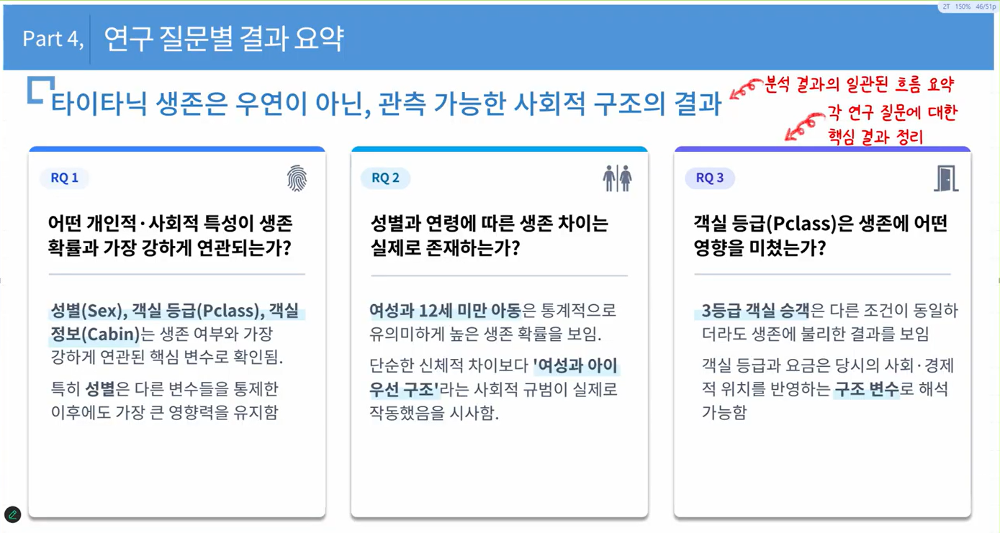 2T 150% 46/51p
Part 4, 연구 질문별 결과 요약
타이타닉 생존은 우연이 아닌, 관측 가능한 사회적 구조의 결과
분석 결과의 일관된 흐름 요약
각 연구 질문에 대한
핵심 결과 정리
RQ 1
어떤 개인적·사회적 특성이 생존
확률과 가장 강하게 연관되는가?
성별(Sex), 객실 등급(Pclass), 객실
정보(Cabin)는 생존 여부와 가장
강하게 연관된 핵심 변수로 확인됨.
특히 성별은 다른 변수들을 통제한
이후에도 가장 큰 영향력을 유지함
RQ 2
성별과 연령에 따른 생존 차이는
실제로 존재하는가?
여성과 12세 미만 아동은 통계적으로
유의미하게 높은 생존 확률을 보임.
단순한 신체적 차이보다 '여성과 아이
우선 구조'라는 사회적 규범이 실제로
작동했음을 시사함.
RQ 3
객실 등급(Pclass)은 생존에 어떤
영향을 미쳤는가?
3등급 객실 승객은 다른 조건이 동일하
더라도 생존에 불리한 결과를 보임
객실 등급과 요금은 당시의 사회·경제
적 위치를 반영하는 구조 변수로 해석
가능함